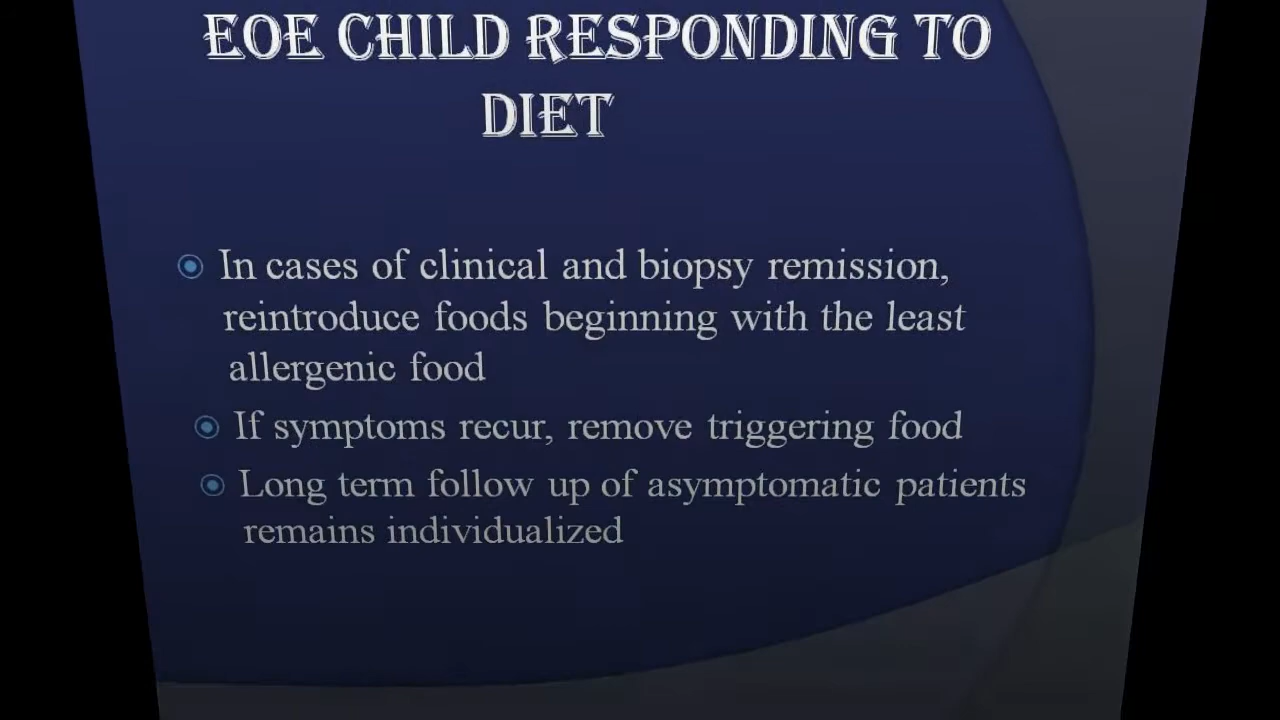 EOE CHILD RESPONDING TO
DIET
In cases of clinical and biopsy remission,
reintroduce foods beginning with the least
allergenic food
If symptoms recur, remove triggering food
Long term follow up of asymptomatic patients
remains individualized